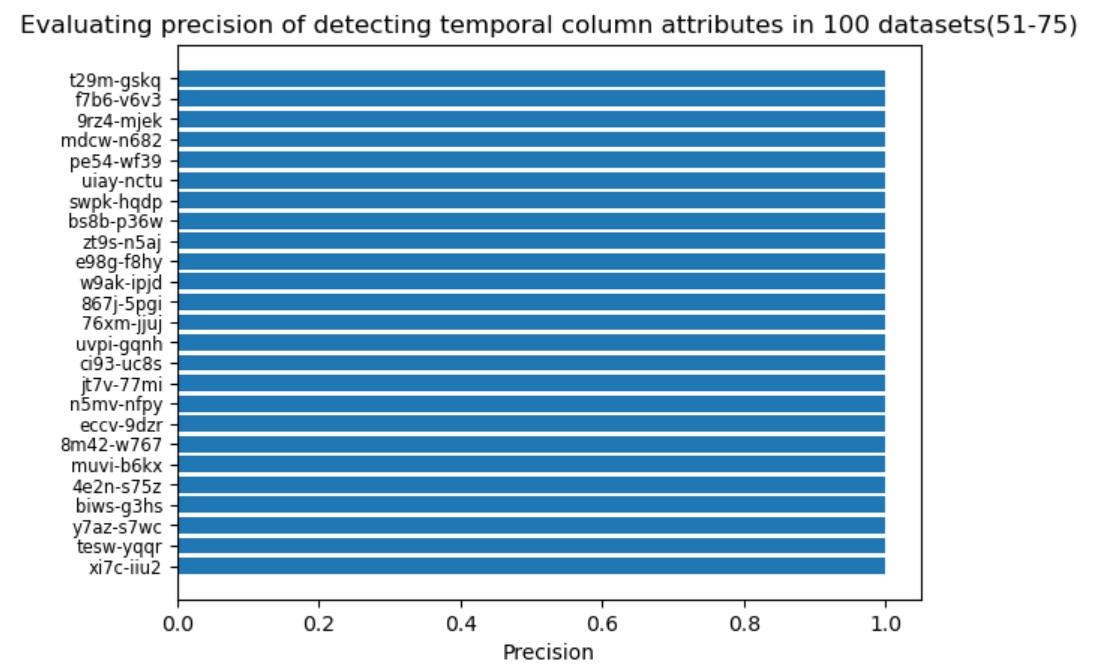 Evaluating precision of detecting temporal column attributes in 100 datasets(51-75)
t29m-gskq
f7b6-v6v3
9rz4-mjek
mdcw-n682
pe54-wf39
uiay-nctu
swpk-hqdp
bs8b-p36w
zt9s-n5aj
e98g-f8hy
w9ak-ipjd
867j-5pgi
76xm-jjuj
uvpi-gqnh
ci93-uc8s
jt7v-77mi
n5mv-nfpy
eccv-9dzr
8m42-w767
muvi-b6kx
4e2n-s75z
biws-g3hs
y7az-s7wc
tesw-yqqr
xi7c-iiu2
0.0 0.2 0.4 0.6 0.8 1.0
Precision